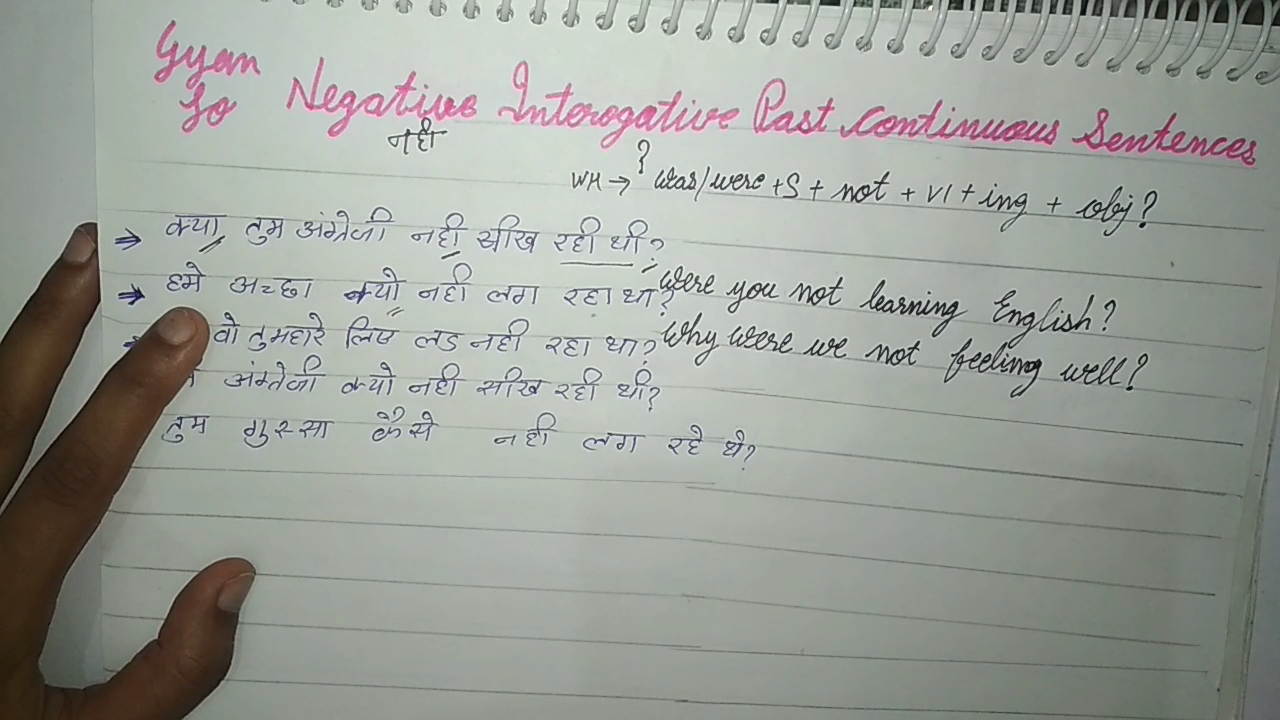 Gyan
So Negative Interogative Past Continuous Sentences
नही
WH → ? was/were + S + not + V1 + ing + obj?
⇒ क्या, तुम अंग्रेजी नही सीख रही थी?
Were you not learning English?
⇒ हमे अच्छा क्यो नही लग रहा था?
Why were we not feeling well?
वो तुमहारे लिए लड नही रहा था?
अंग्रेजी क्यो नही सीख रही थी?
तुम गुस्सा कैसे नही लग रहे थे?